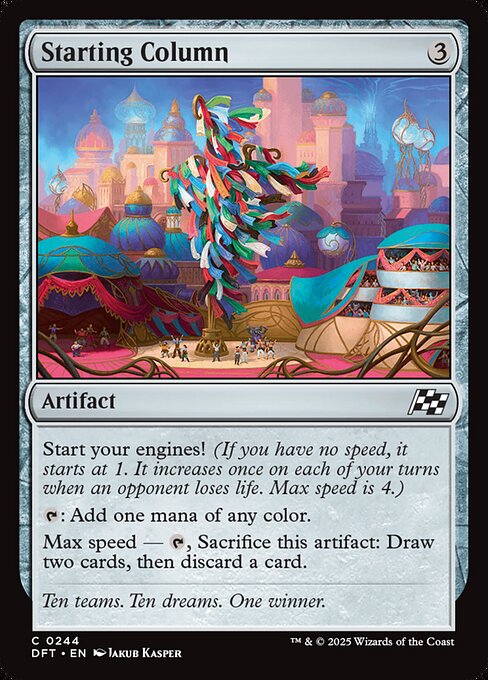 Starting Column 3
Artifact
Start your engines! (If you have no speed, it
starts at 1. It increases once on each of your turns
when an opponent loses life. Max speed is 4.)
: Add one mana of any color.
Max speed — , Sacrifice this artifact: Draw
two cards, then discard a card.
Ten teams. Ten dreams. One winner.
C 0244
DFT • EN Jakub Kasper
™ & © 2025 Wizards of the Coast